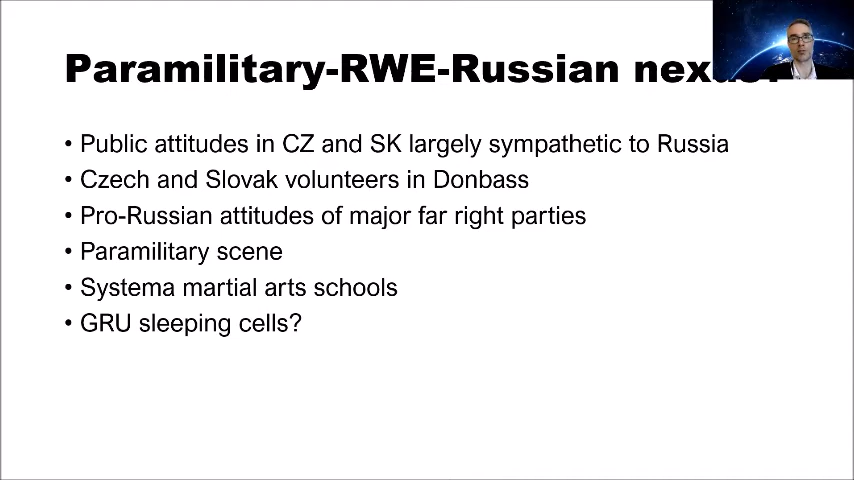 Paramilitary-RWE-Russian nexus?
• Public attitudes in CZ and SK largely sympathetic to Russia
• Czech and Slovak volunteers in Donbass
• Pro-Russian attitudes of major far right parties
• Paramilitary scene
• Systema martial arts schools
• GRU sleeping cells?